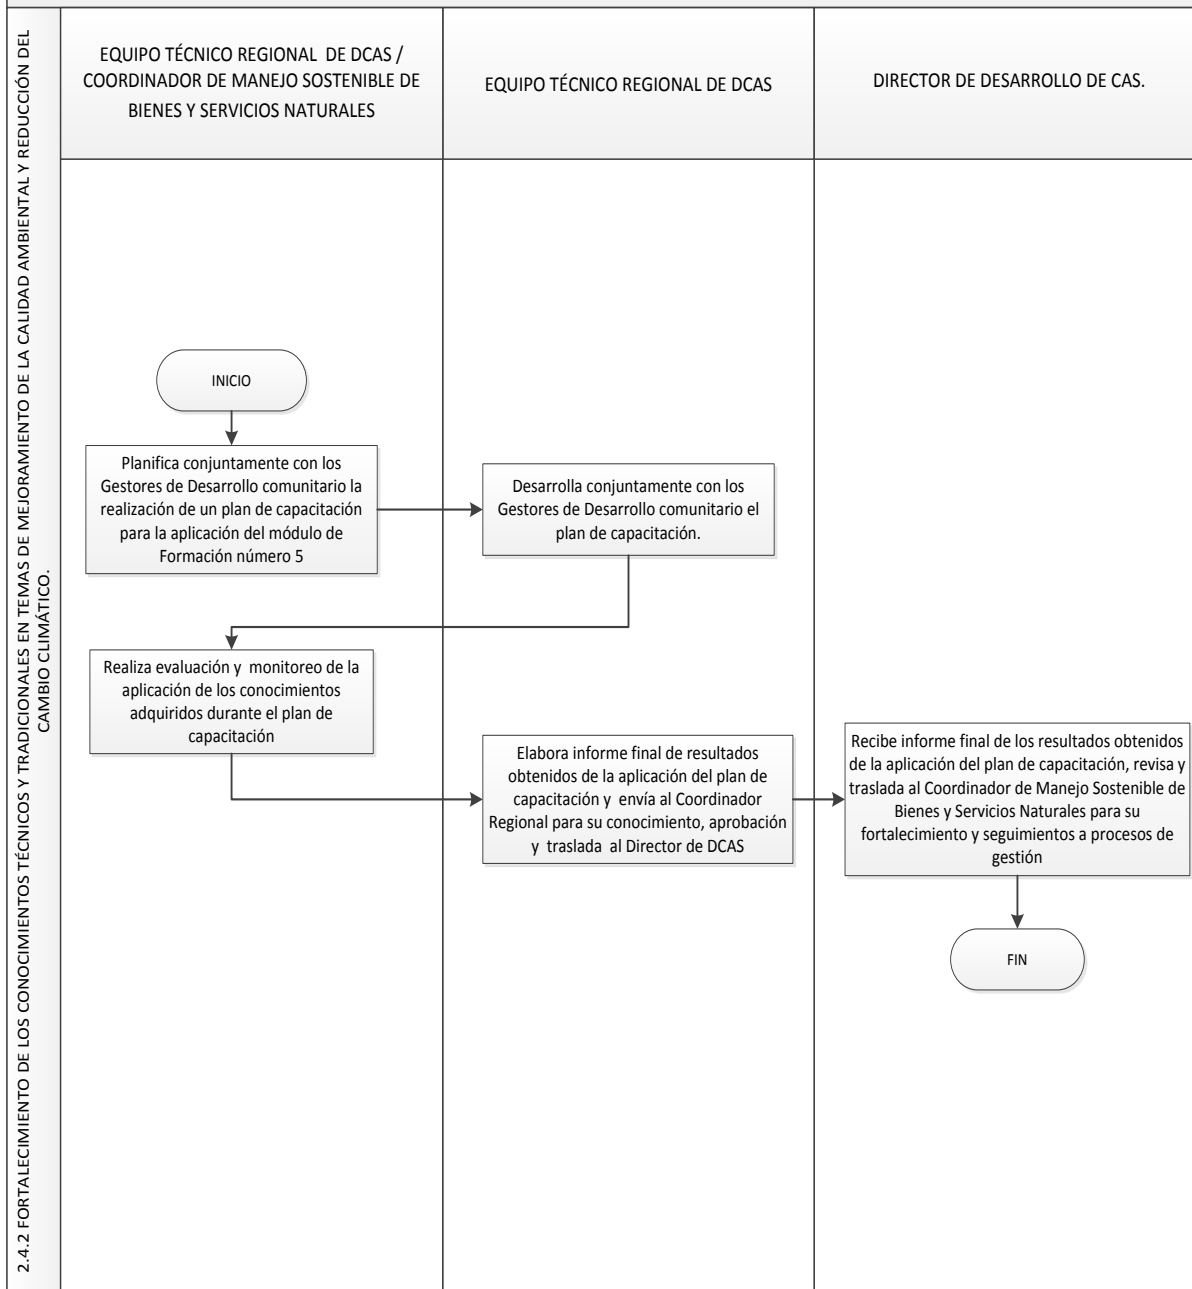 2.4.2 FORTALECIMIENTO DE LOS CONOCIMIENTOS TÉCNICOS Y TRADICIONALES EN TEMAS DE MEJORAMIENTO DE LA CALIDAD AMBIENTAL Y REDUCCIÓN DEL
CAMBIO CLIMÁTICO.
EQUIPO TÉCNICO REGIONAL DE DCAS /
COORDINADOR DE MANEJO SOSTENIBLE DE
BIENES Y SERVICIOS NATURALES
EQUIPO TÉCNICO REGIONAL DE DCAS
DIRECTOR DE DESARROLLO DE CAS.
INICIO
Planifica conjuntamente con los
Gestores de Desarrollo comunitario la
realización de un plan de capacitación
para la aplicación del módulo de
Formación número 5
Desarrolla conjuntamente con los
Gestores de Desarrollo comunitario el
plan de capacitación.
Realiza evaluación y monitoreo de la
aplicación de los conocimientos
adquiridos durante el plan de
capacitación
Elabora informe final de resultados
obtenidos de la aplicación del plan de
capacitación y envía al Coordinador
Regional para su conocimiento, aprobación
y traslada al Director de DCAS
Recibe informe final de los resultados obtenidos
de la aplicación del plan de capacitación, revisa y
traslada al Coordinador de Manejo Sostenible de
Bienes y Servicios Naturales para su
fortalecimiento y seguimientos a procesos de
gestión
FIN